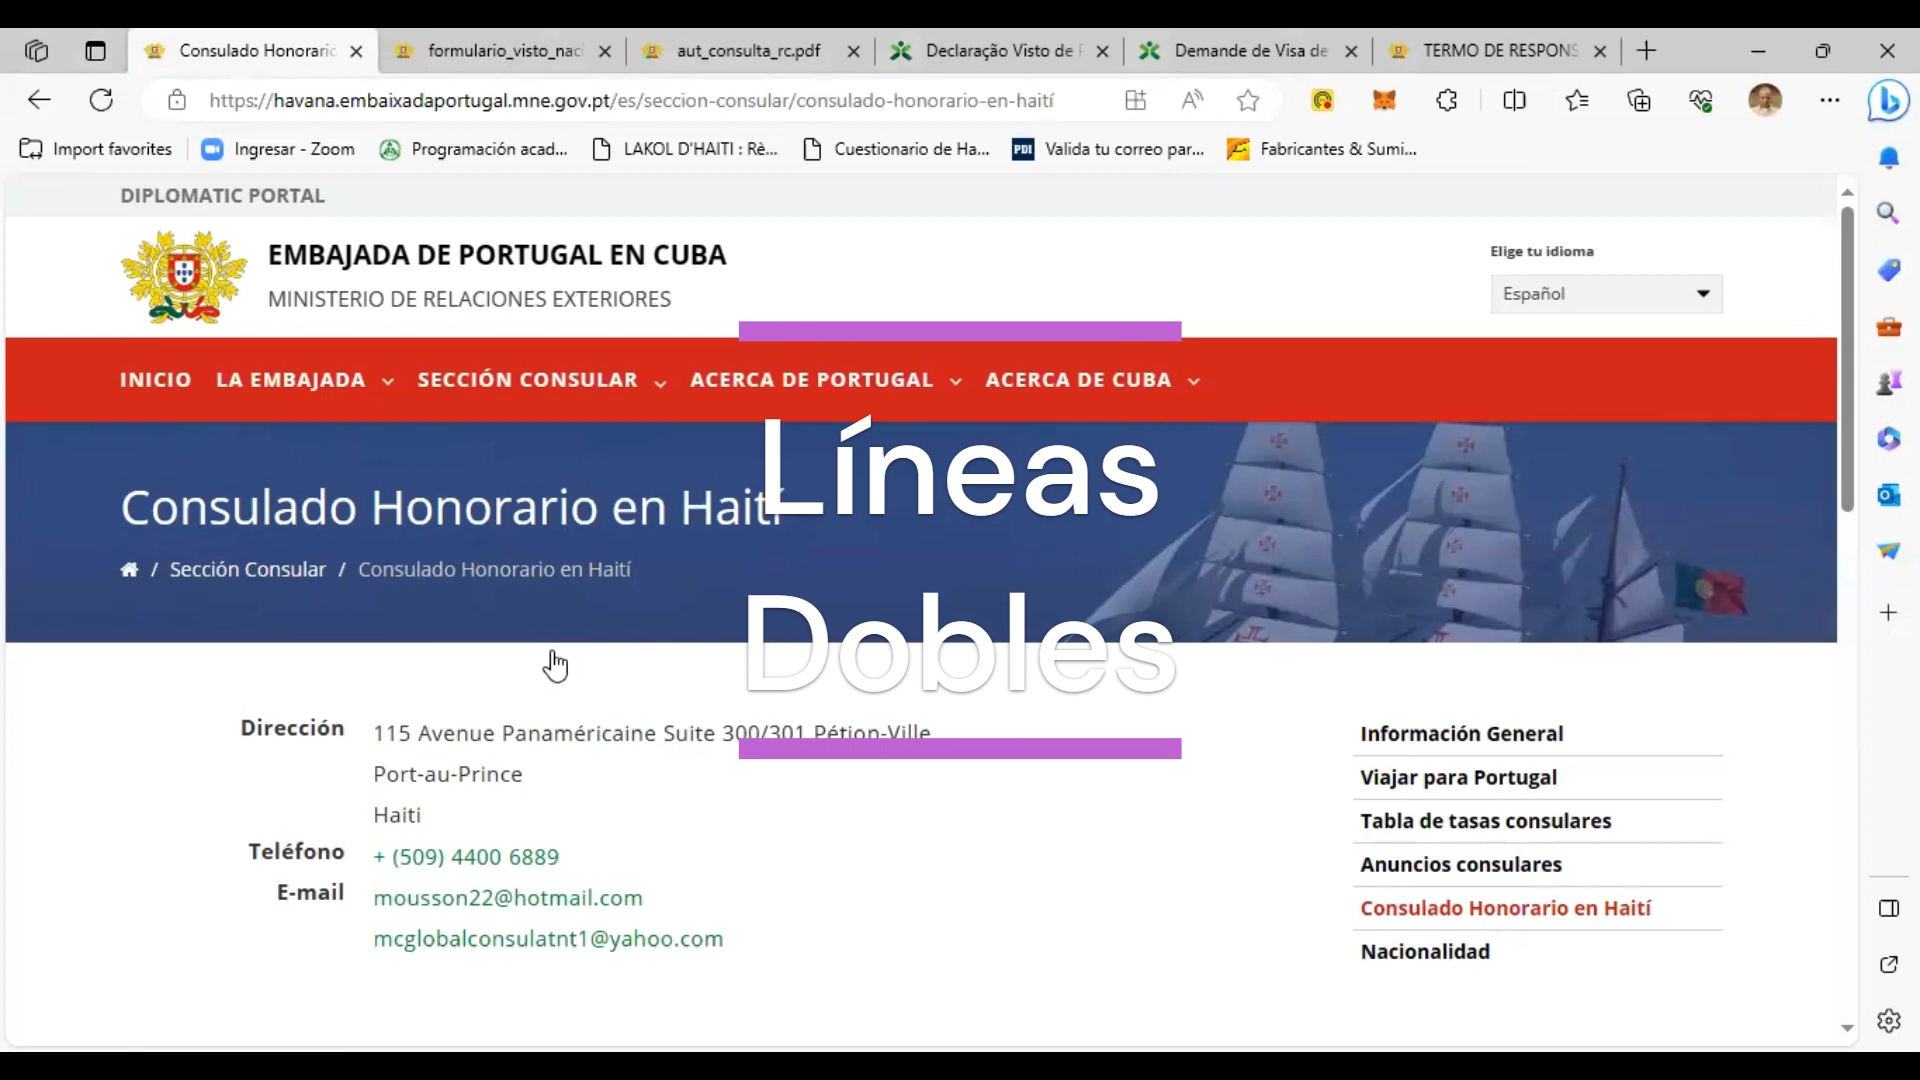 Consulado Honorario
formulario_visto_naci
aut_consulta_rc.pdf
Declaração Visto de
Demande de Visa de
TERMO DE RESPONS
https://havana.embaixadaportugal.mne.gov.pt/es/seccion-consular/consulado-honorario-en-haití
Import favorites
Ingresar - Zoom
Programación acad...
LAKOL D'HAITI : Rè...
Cuestionario de Ha...
PDI
Valida tu correo par...
Fabricantes & Sumi...
DIPLOMATIC PORTAL
EMBAJADA DE PORTUGAL EN CUBA
MINISTERIO DE RELACIONES EXTERIORES
Elige tu idioma
Español
INICIO
LA EMBAJADA
SECCIÓN CONSULAR
ACERCA DE PORTUGAL
ACERCA DE CUBA
Líneas
Dobles
Consulado Honorario en Haití
/ Sección Consular / Consulado Honorario en Haití
Dirección
115 Avenue Panaméricaine Suite 300/301 Pétion-Ville
Port-au-Prince
Haiti
Teléfono
+ (509) 4400 6889
E-mail
mousson22@hotmail.com
mcglobalconsulatnt1@yahoo.com
Información General
Viajar para Portugal
Tabla de tasas consulares
Anuncios consulares
Consulado Honorario en Haití
Nacionalidad